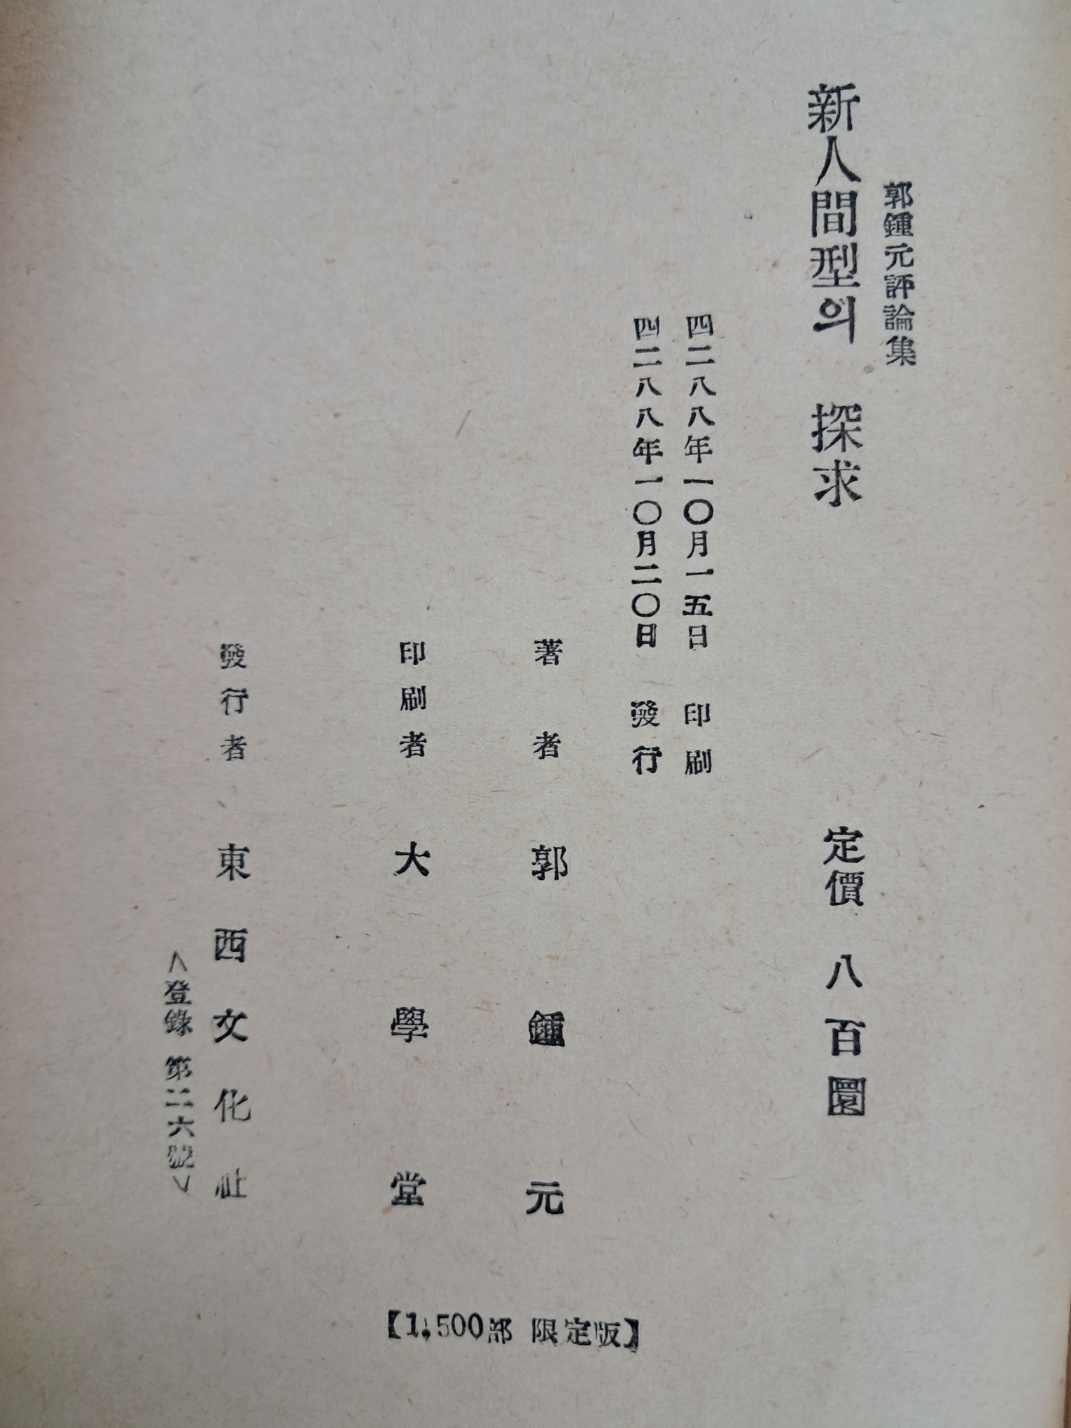 郭鍾元評論集
新人間型의 探求 定價 八百圜
四二八八年一〇月一五日 印刷
四二八八年一〇月二〇日 發行
著者 郭鍾元
印刷者 大學堂
發行者 東西文化社
<登錄 第二六號>
【1,500部 限定版】